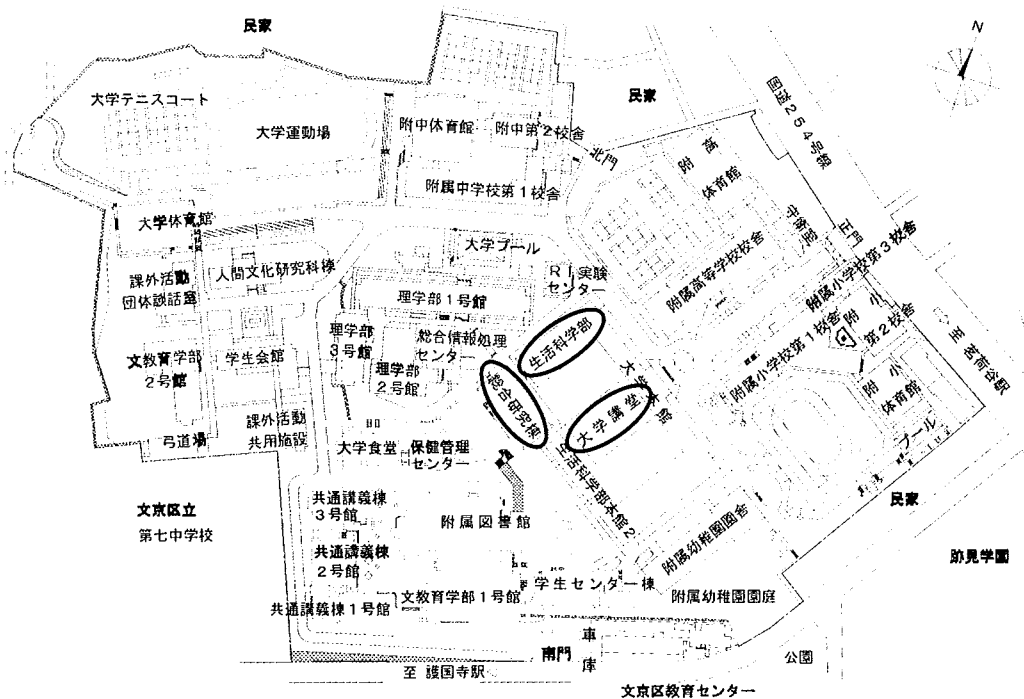 民家
N
大学テニスコート
大学運動場
附中体育館
附中第2校舎
民家
国道254号線
北門
附高
体育館
附属中学校第1校舎
守衛所
正門
大学体育館
大学プール
附属高等学校校舎
附属小学校第3校舎
課外活動
団体談話室
人間文化研究科棟
RI実験
センター
附小
第2校舎
至 茗荷谷駅
理学部1号館
附属小学校第1校舎
理学部
3号館
総合情報処理
センター
生活科学部
文教育学部
2号館
学生会館
理学部
2号館
総合研究棟
大学本館
大学講堂
附小
体育館
プール
弓道場
課外活動
共用施設
大学食堂
保健管理
センター
生活科学部本館2
文京区立
第七中学校
共通講義棟
3号館
附属図書館
民家
跡見学園
共通講義棟
2号館
附属幼稚園園舎
学生センター棟
共通講義棟1号館
文教育学部1号館
附属幼稚園園庭
南門
車庫
公園
至 護国寺駅
文京区教育センター